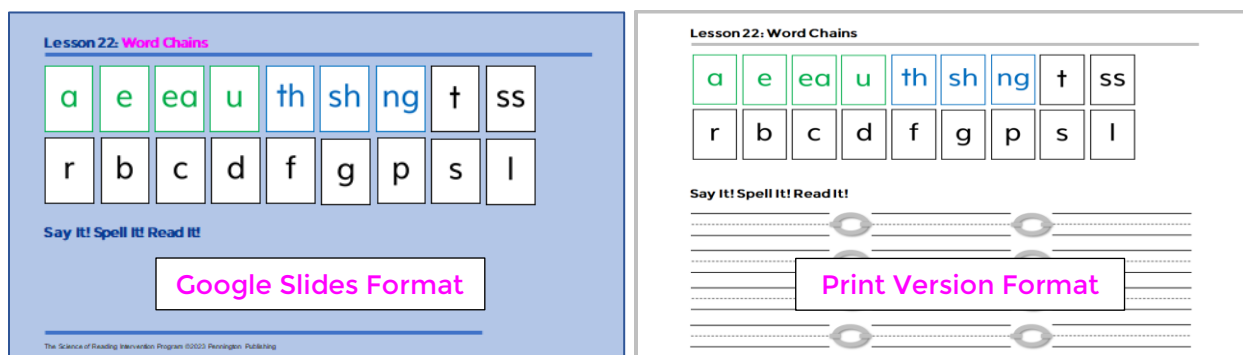 Lesson 22: Word Chains
a e ea u th sh ng t ss
r b c d f g p s l
Say It! Spell It! Read It!
Google Slides Format
The Science of Reading Intervention Program ©2023 Pennington Publishing
Lesson 22: Word Chains
a e ea u th sh ng t ss
r b c d f g p s l
Say It! Spell It! Read It!
Print Version Format